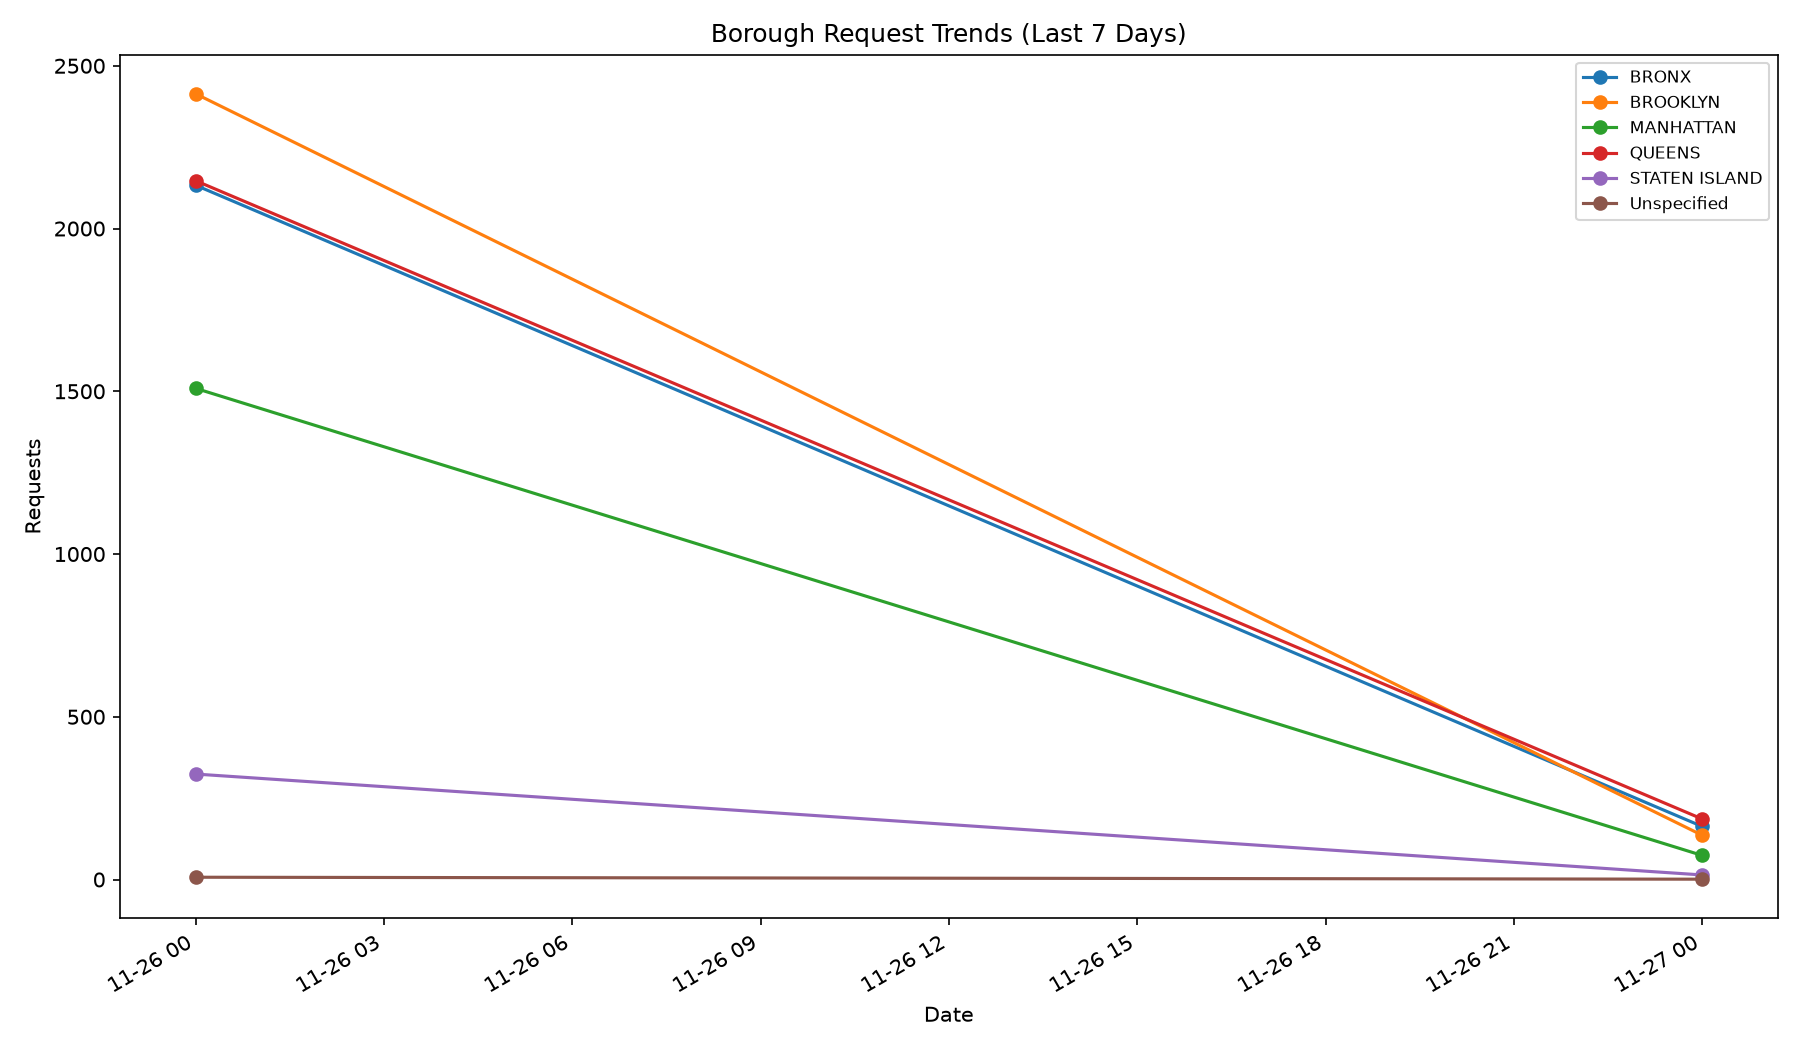 Borough Request Trends (Last 7 Days)
BRONX
BROOKLYN
MANHATTAN
QUEENS
STATEN ISLAND
Unspecified
Requests
2500
2000
1500
1000
500
0
11-26 00
11-26 03
11-26 06
11-26 09
11-26 12
11-26 15
11-26 18
11-26 21
11-27 00
Date